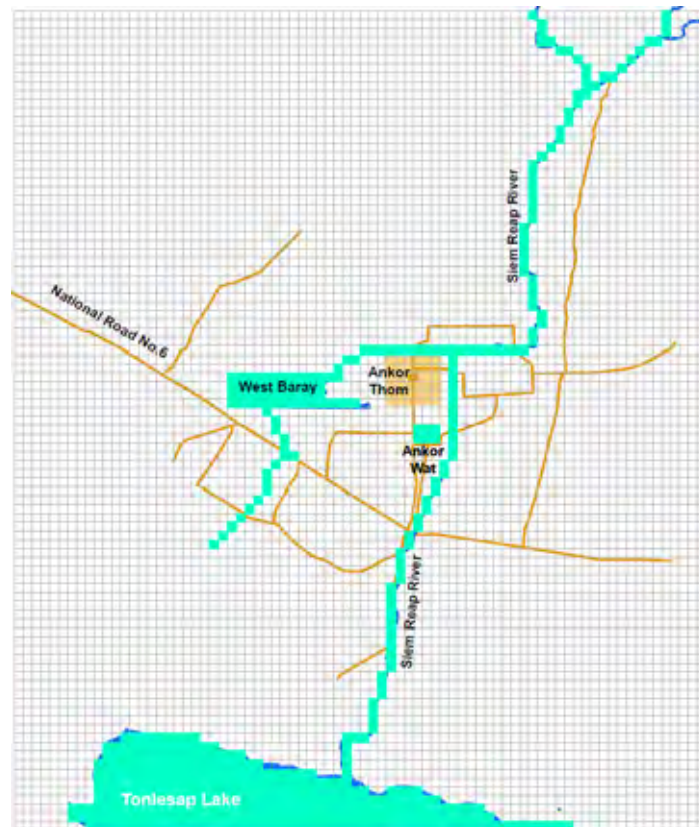 Siem Reap River
National Road No.6
West Baray
Ankor
Thom
Ankor
Wat
Siem Reap River
Tonlesap Lake